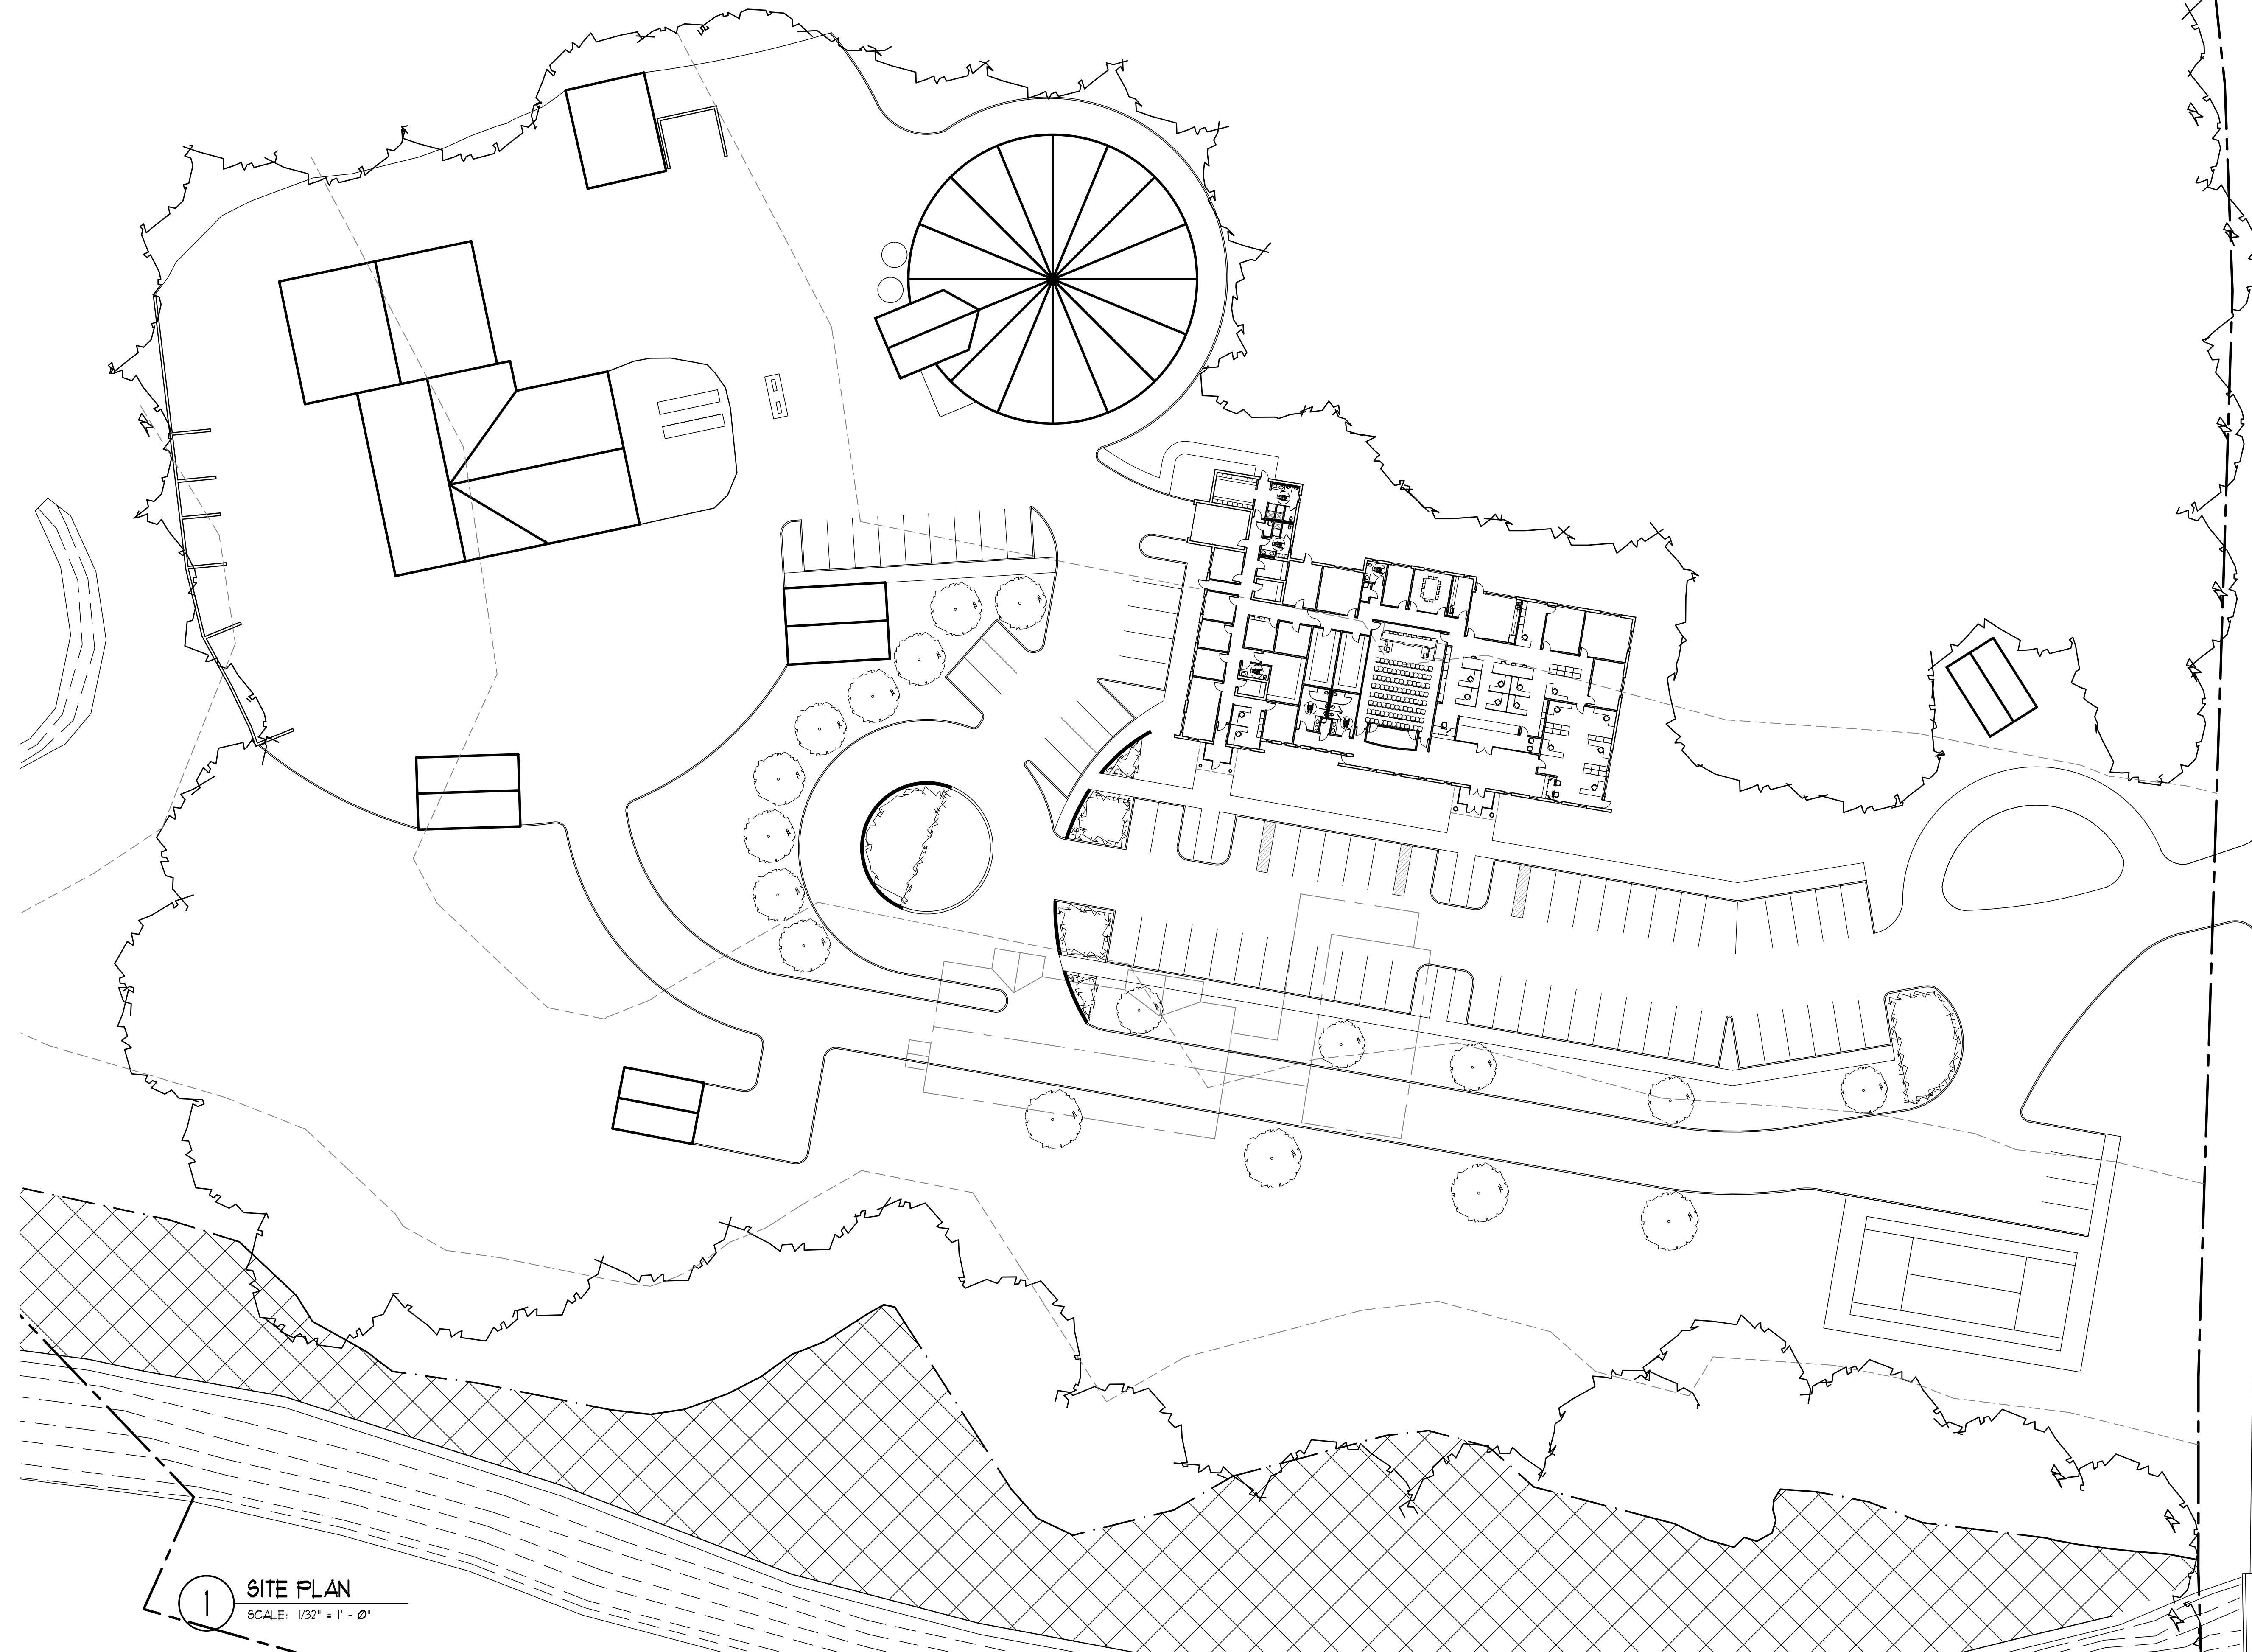 1
SITE PLAN
SCALE: 1/32" = 1' - 0"